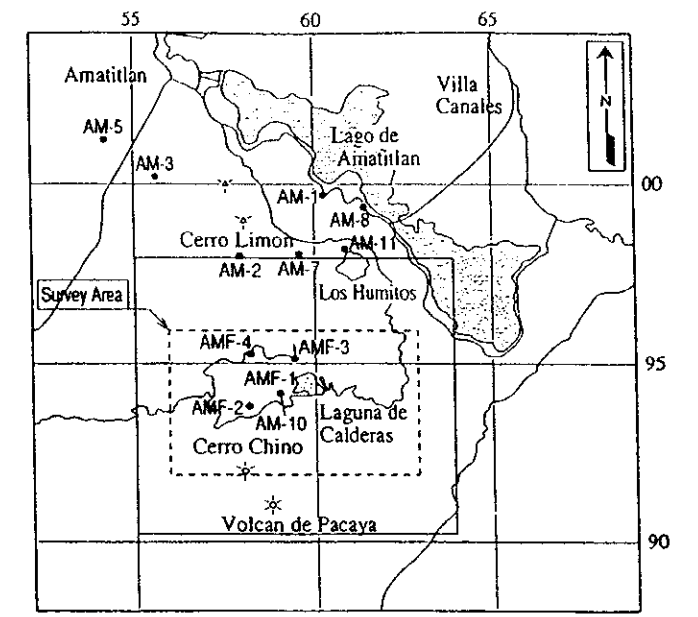 55 60 65
Amatitlan
Villa
Canales
N
AM-5
Lago de
Amatitlan
AM-3
00
AM-1
AM-8
Cerro Limon
AM-11
AM-2
AM-7
Los Humitos
Survey Area
AMF-4
AMF-3
95
AMF-1
AMF-2
AM-10
Laguna de
Calderas
Cerro Chino
Volcan de Pacaya
90